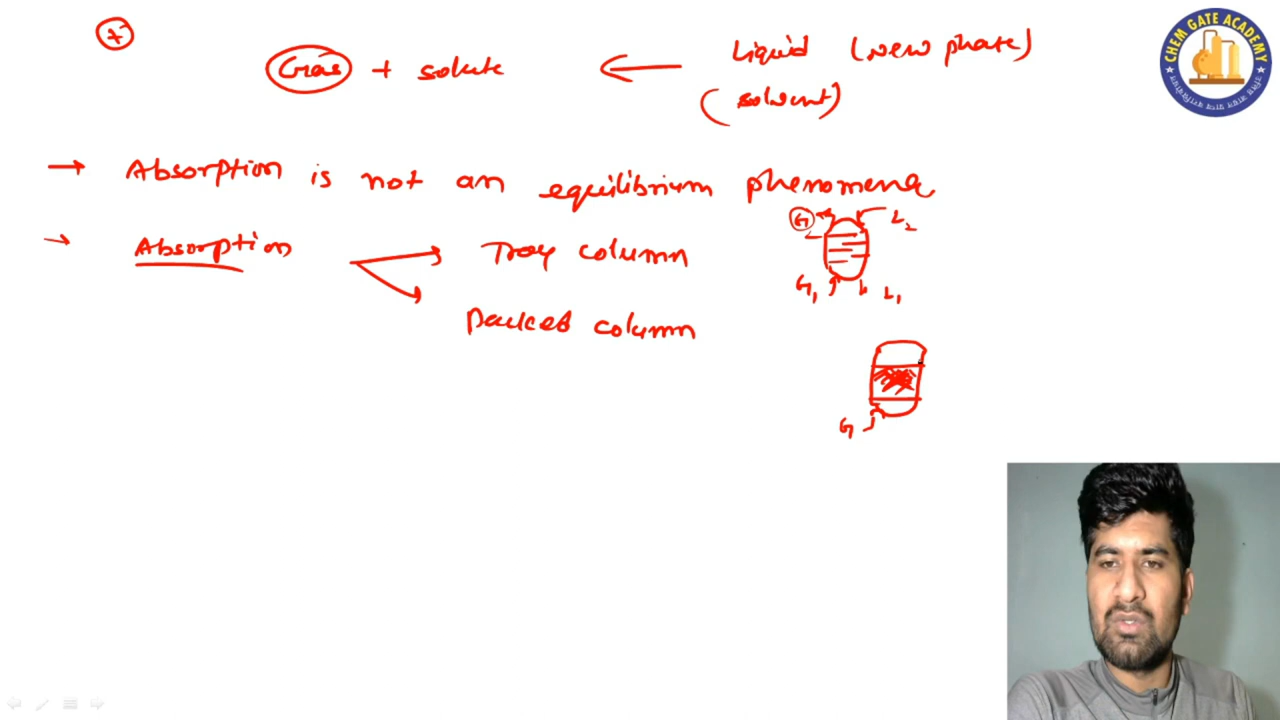 *
Gas + solute ← Liquid (New phase)
(solvent)
→ Absorption is not an equilibrium phenomena
→ Absorption
Tray column
Packed column
G2
L2
G1
L1
G
CHEM GATE ACADEMY